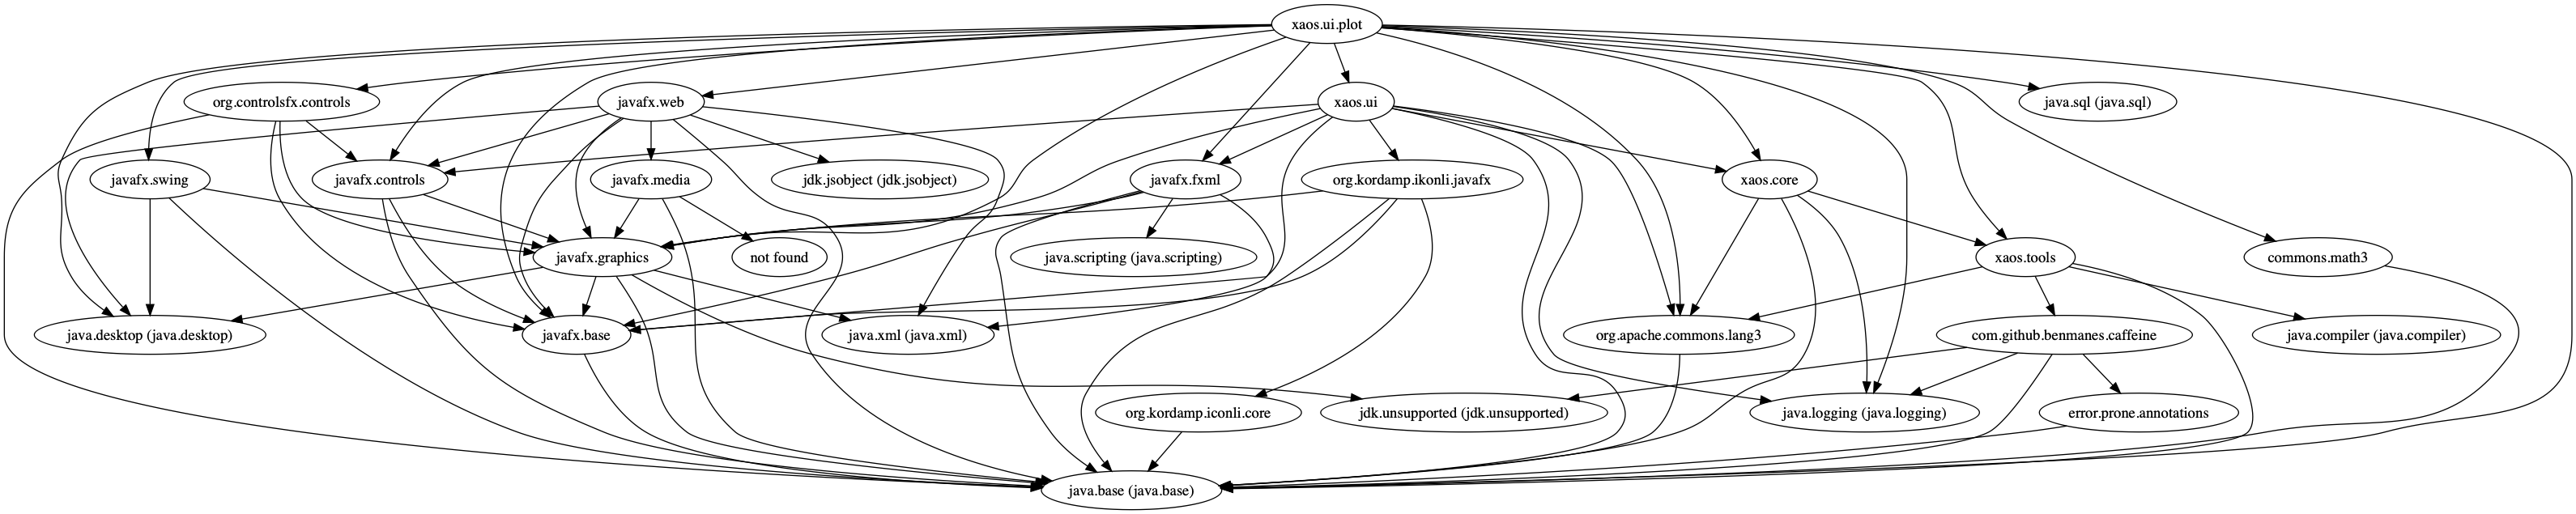 xaos.ui.plot
org.controlsfx.controls
javafx.web
xaos.ui
java.sql (java.sql)
javafx.swing
javafx.controls
javafx.media
jdk.jsobject (jdk.jsobject)
javafx.fxml
org.kordamp.ikonli.javafx
xaos.core
javafx.graphics
not found
java.scripting (java.scripting)
xaos.tools
commons.math3
java.desktop (java.desktop)
javafx.base
java.xml (java.xml)
org.apache.commons.lang3
com.github.benmanes.caffeine
java.compiler (java.compiler)
org.kordamp.iconli.core
jdk.unsupported (jdk.unsupported)
java.logging (java.logging)
error.prone.annotations
java.base (java.base)